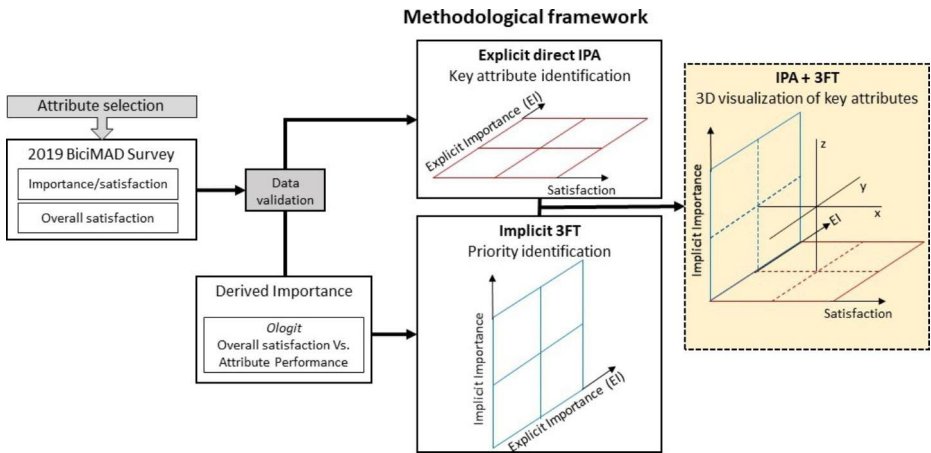 Methodological framework
Attribute selection
2019 BiciMAD Survey
Importance/satisfaction
Overall satisfaction
Data
validation
Derived Importance
Ologit
Overall satisfaction Vs.
Attribute Performance
Explicit direct IPA
Key attribute identification
Explicit Importance (EI)
Satisfaction
Implicit 3FT
Priority identification
Implicit Importance
Explicit Importance (EI)
IPA + 3FT
3D visualization of key attributes
Implicit Importance
z
y
x
EI
Satisfaction